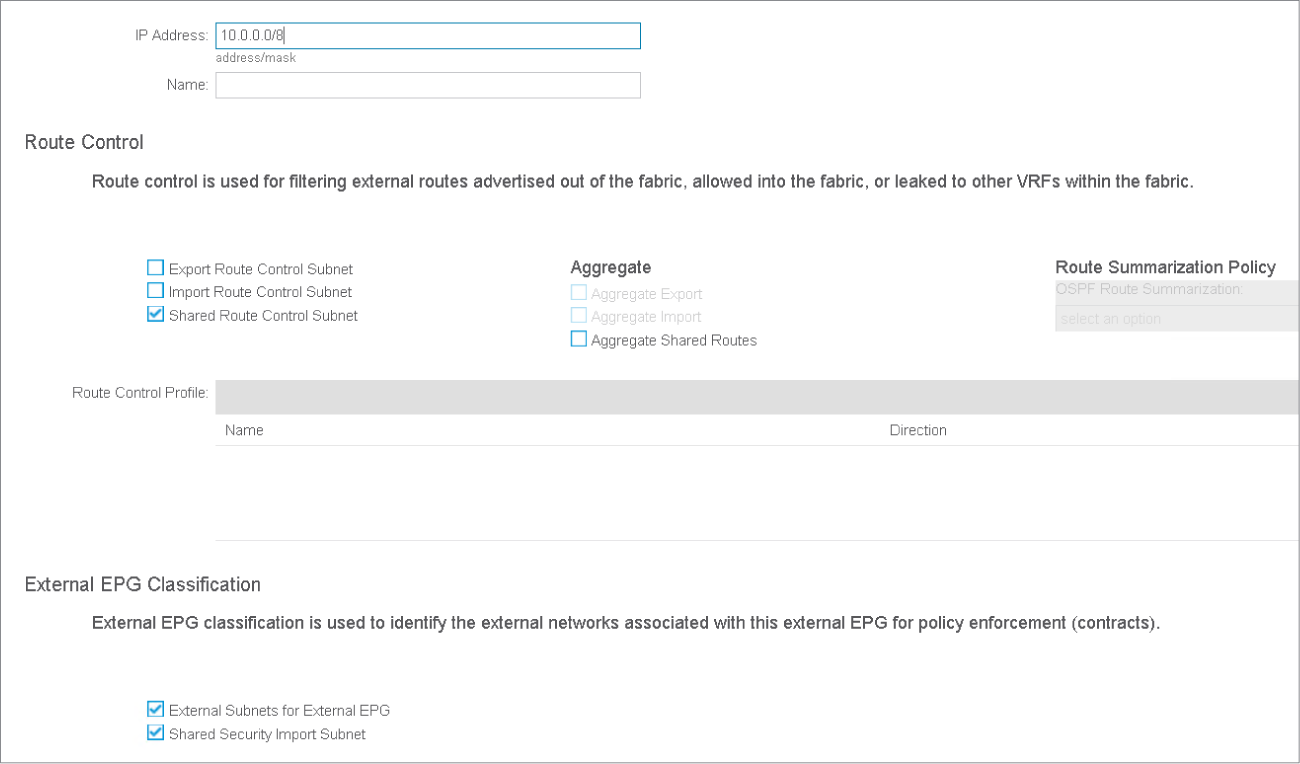 IP Address: 10.0.0.0/8
address/mask
Name:
Route Control
Route control is used for filtering external routes advertised out of the fabric, allowed into the fabric, or leaked to other VRFs within the fabric.
Export Route Control Subnet
Import Route Control Subnet
Shared Route Control Subnet
Aggregate
Aggregate Export
Aggregate Import
Aggregate Shared Routes
Route Summarization Policy
OSPF Route Summarization:
select an option
Route Control Profile:
Name Direction
External EPG Classification
External EPG classification is used to identify the external networks associated with this external EPG for policy enforcement (contracts).
External Subnets for External EPG
Shared Security Import Subnet